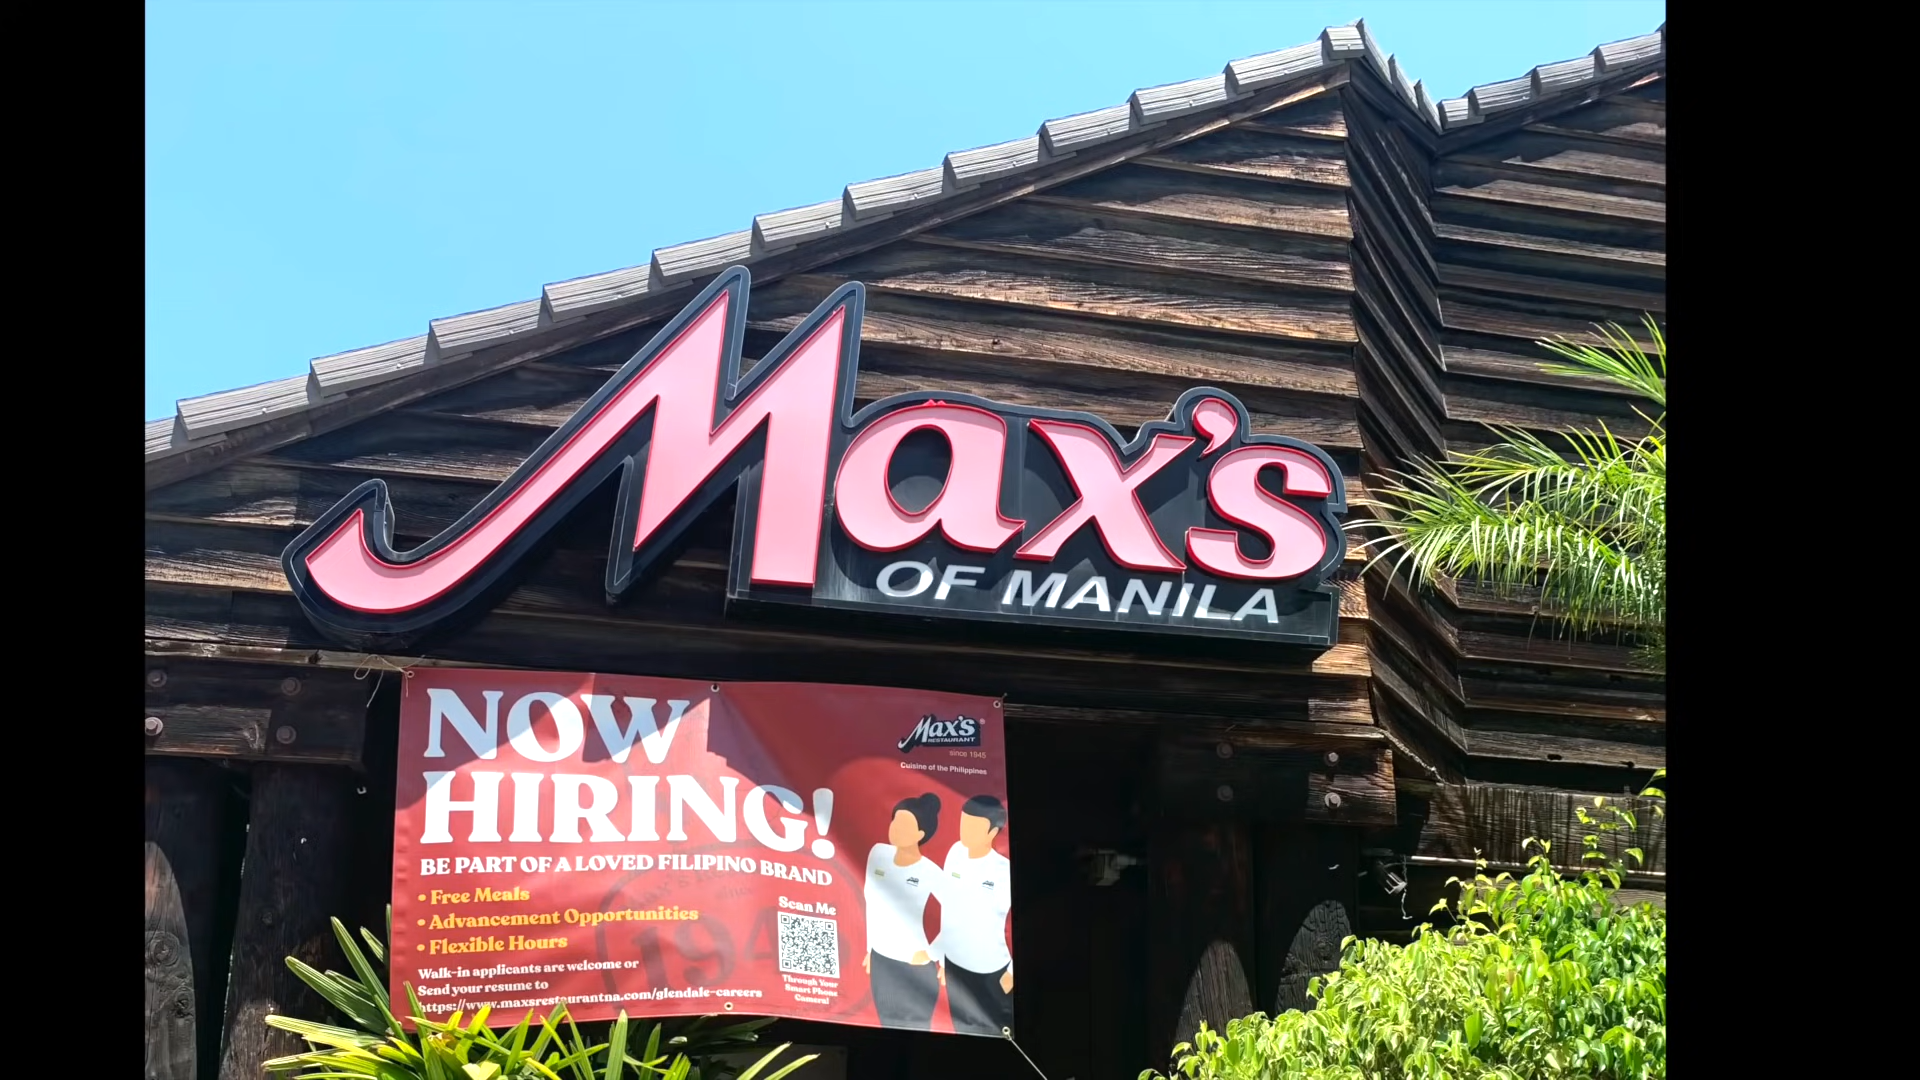 Max's
OF MANILA
NOW
HIRING!
BE PART OF A LOVED FILIPINO BRAND
• Free Meals
• Advancement Opportunities
• Flexible Hours
Walk-in applicants are welcome or
Send your resume to
https://www.maxsrestaurantna.com/glendale-careers
Max's
RESTAURANT
®
since 1945
Cuisine of the Philippines
Scan Me
Through Your
Smart Phone
Camera!
1945